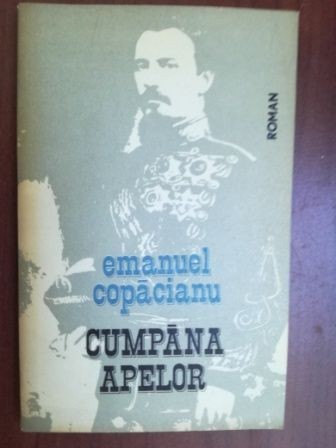 ROMAN
emanuel
copăcianu
CUMPĂNA
APELOR